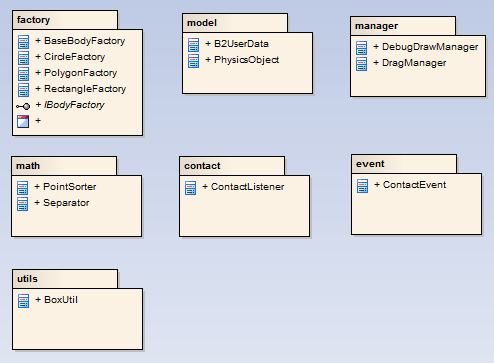 factory
+ BaseBodyFactory
+ CircleFactory
+ PolygonFactory
+ RectangleFactory
+ IBodyFactory
+
model
+ B2UserData
+ PhysicsObject
manager
+ DebugDrawManager
+ DragManager
math
+ PointSorter
+ Separator
contact
+ ContactListener
event
+ ContactEvent
utils
+ BoxUtil